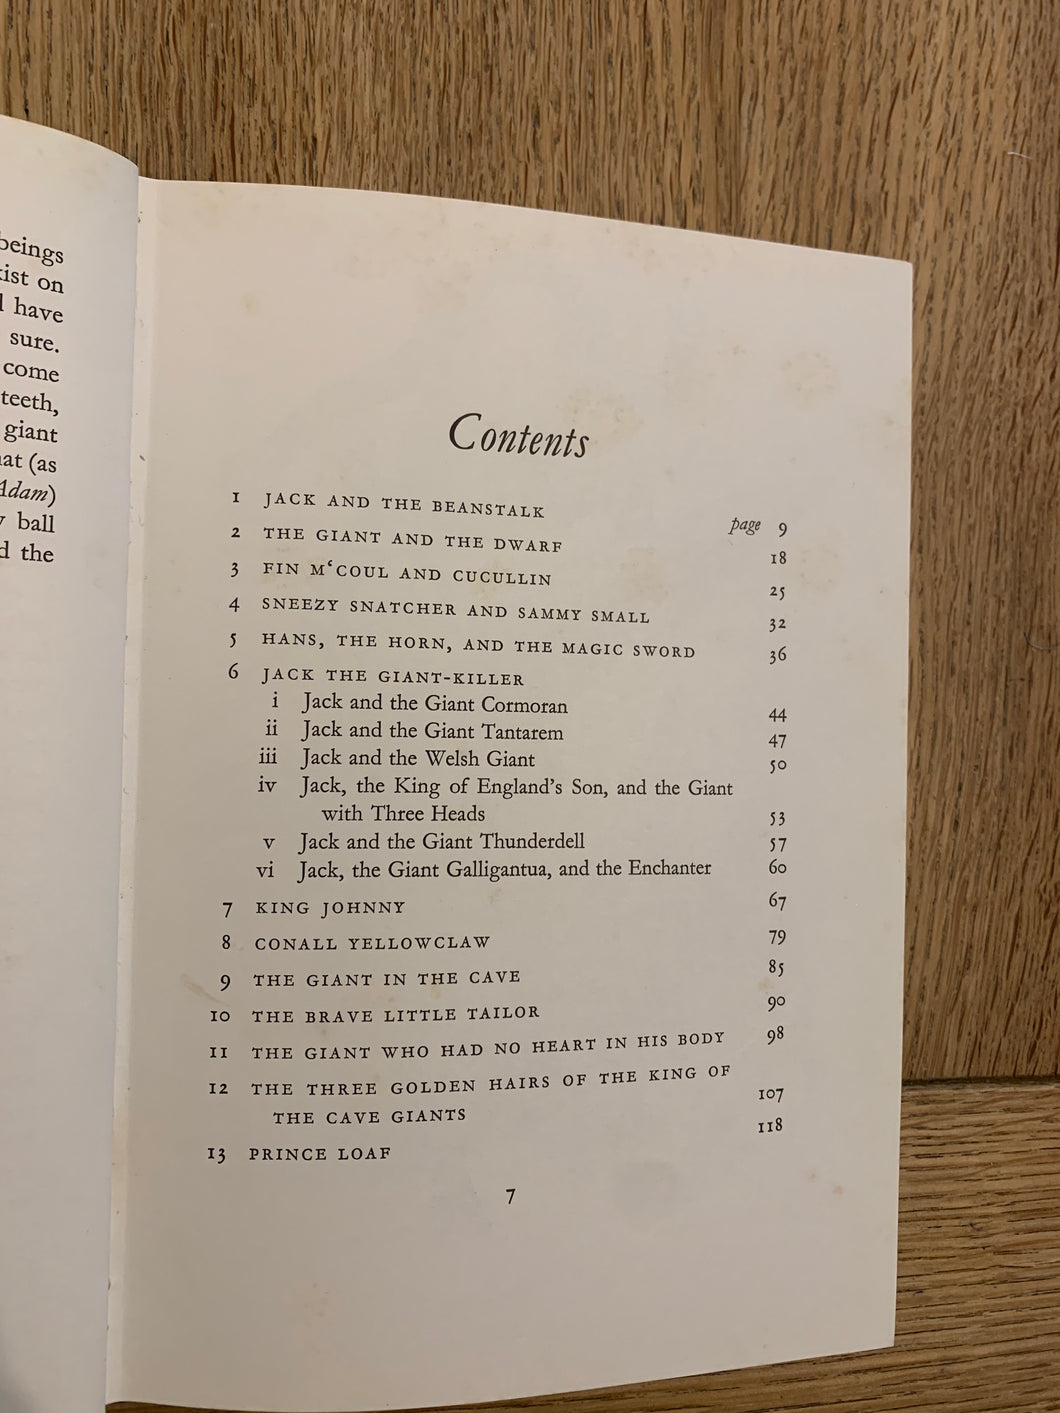 beings
ist on
have
sure.
come
teeth,
giant
at (as
Adam)
ball
the
Contents
1 JACK AND THE BEANSTALK page 9
2 THE GIANT AND THE DWARF 18
3 FIN M'COUL AND CUCULLIN 25
4 SNEEZY SNATCHER AND SAMMY SMALL 32
5 HANS, THE HORN, AND THE MAGIC SWORD 36
6 JACK THE GIANT-KILLER
i Jack and the Giant Cormoran 44
ii Jack and the Giant Tantarem 47
iii Jack and the Welsh Giant 50
iv Jack, the King of England's Son, and the Giant
with Three Heads 53
v Jack and the Giant Thunderdell 57
vi Jack, the Giant Galligantua, and the Enchanter 60
7 KING JOHNNY 67
8 CONALL YELLOWCLAW 79
9 THE GIANT IN THE CAVE 85
10 THE BRAVE LITTLE TAILOR 90
11 THE GIANT WHO HAD NO HEART IN HIS BODY 98
12 THE THREE GOLDEN HAIRS OF THE KING OF
THE CAVE GIANTS 107
13 PRINCE LOAF 118
7